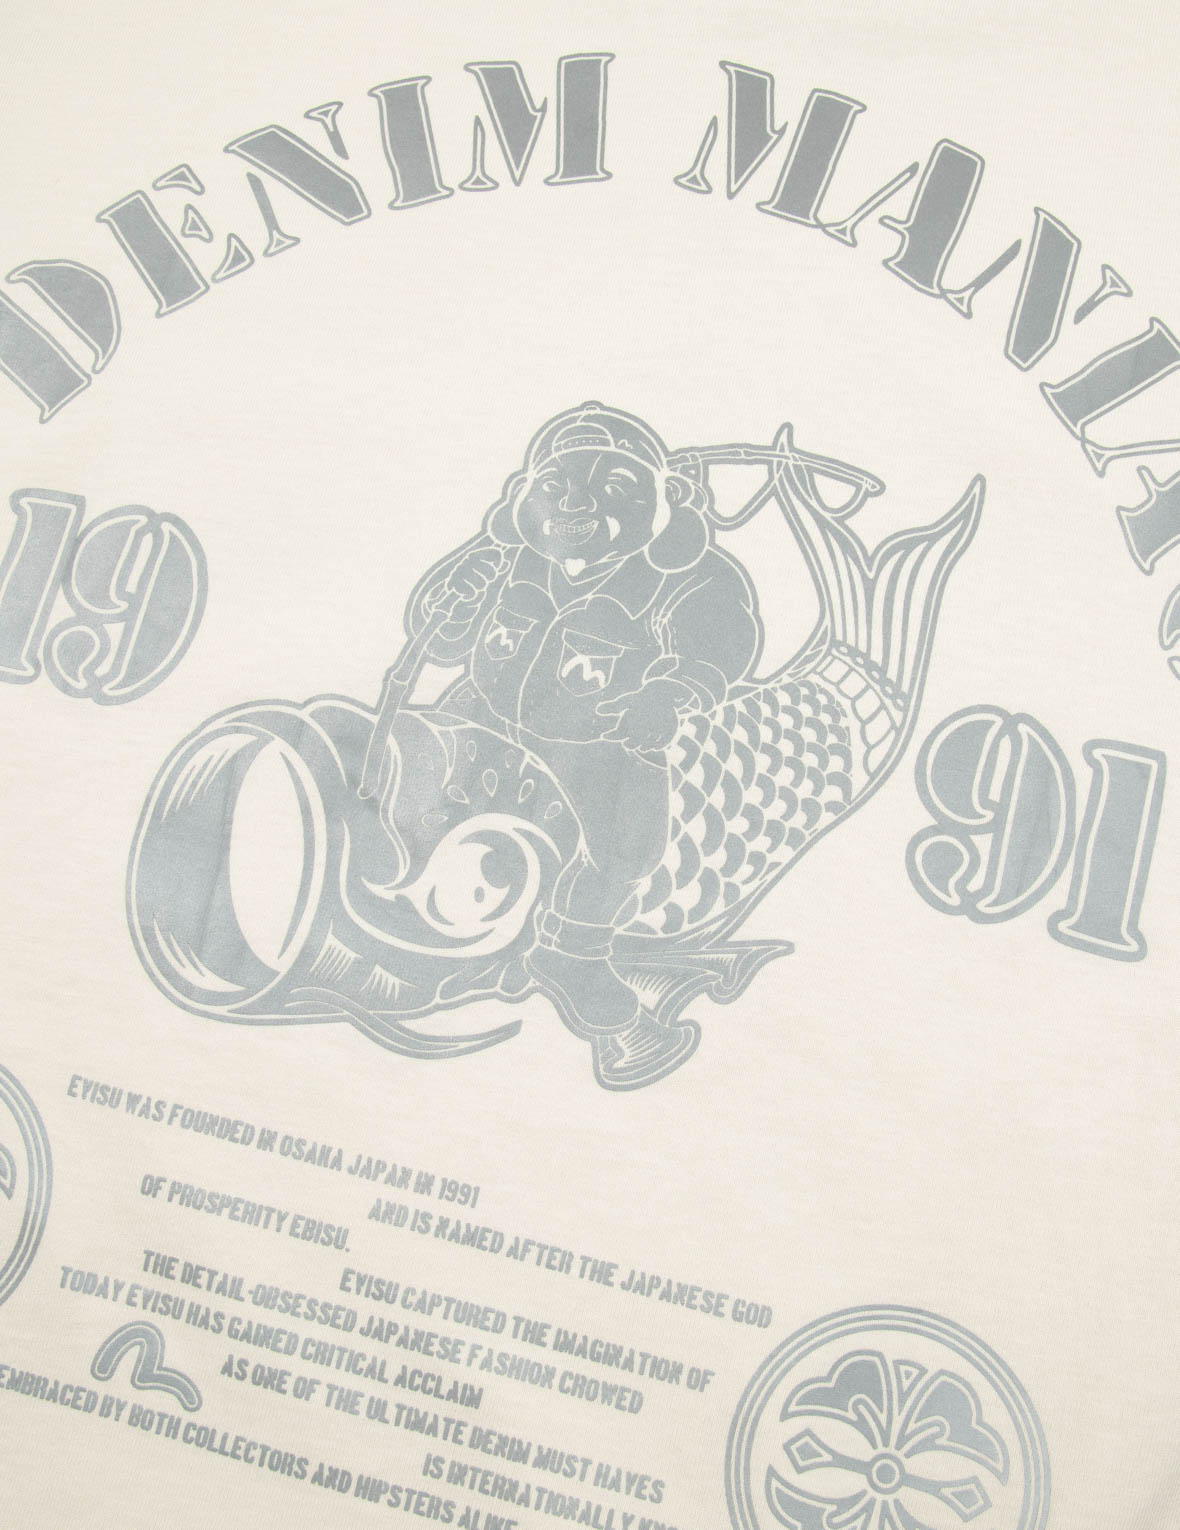 DENIM MANIA
19
91
EVISU WAS FOUNDED IN OSAKA JAPAN IN 1991
AND IS NAMED AFTER THE JAPANESE GOD
OF PROSPERITY EBISU.
EVISU CAPTURED THE IMAGINATION OF
THE DETAIL-OBSESSED JAPANESE FASHION CROWED
TODAY EVISU HAS GAINED CRITICAL ACCLAIM
AS ONE OF THE ULTIMATE DENIM MUST HAVES
IS INTERNATIONALLY
EMBRACED BY BOTH COLLECTORS AND HIPSTERS ALIKE